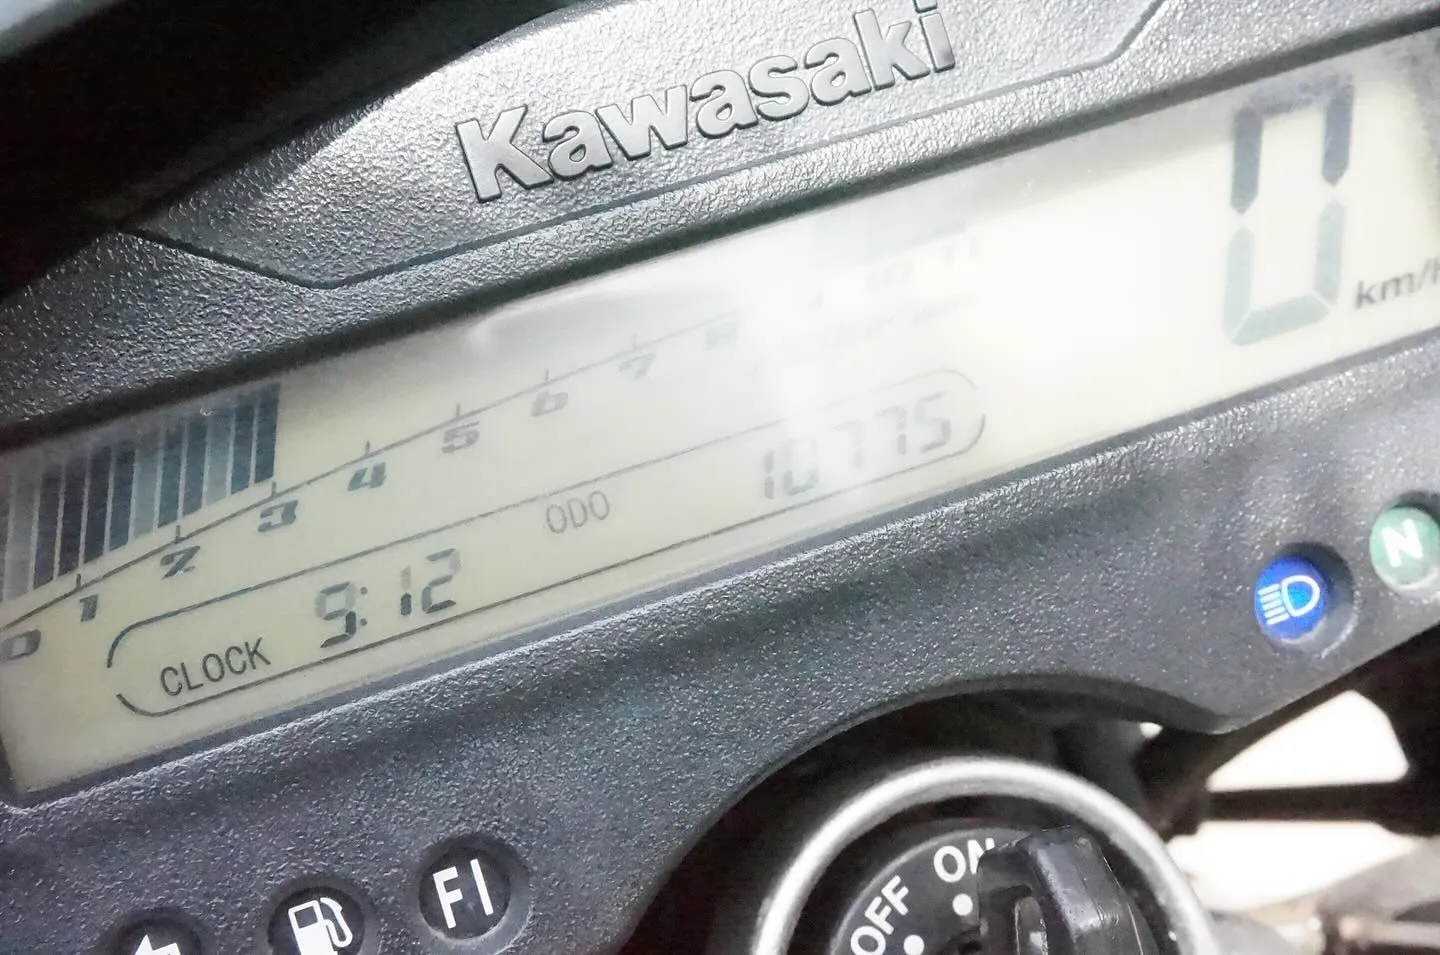 Kawasaki
0
km/h
0 1 2 3 4 5 6 7 8
ODO
10775
CLOCK 9:12
N
FI
ON
OFF